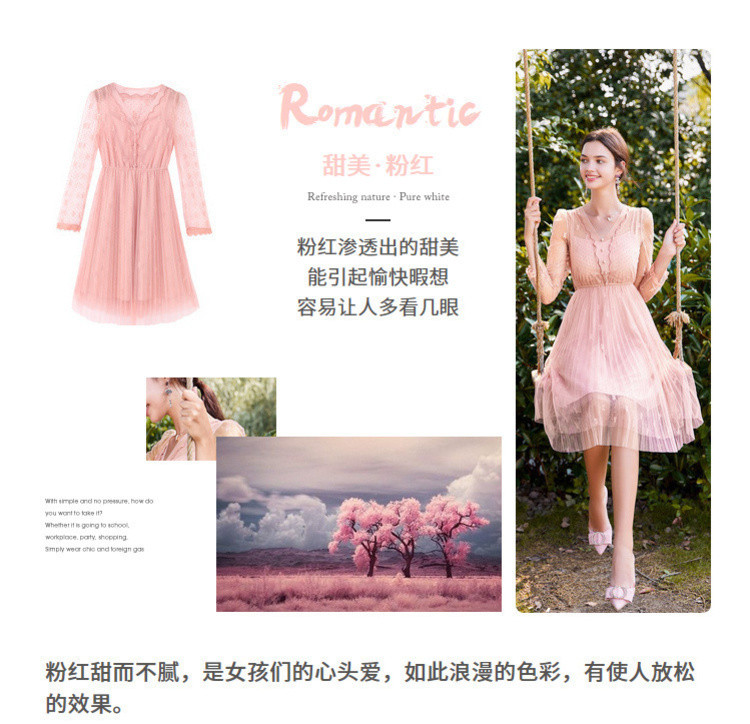 Romantic
甜美·粉红
Refreshing nature · Pure white
粉红渗透出的甜美
能引起愉快暇想
容易让人多看几眼
With simple and no pressure, how do
you want to take it?
Whether it is going to school,
workplace, party, shopping,
Simply wear chic and foreign gas
粉红甜而不腻，是女孩们的心头爱，如此浪漫的色彩，有使人放松
的效果。